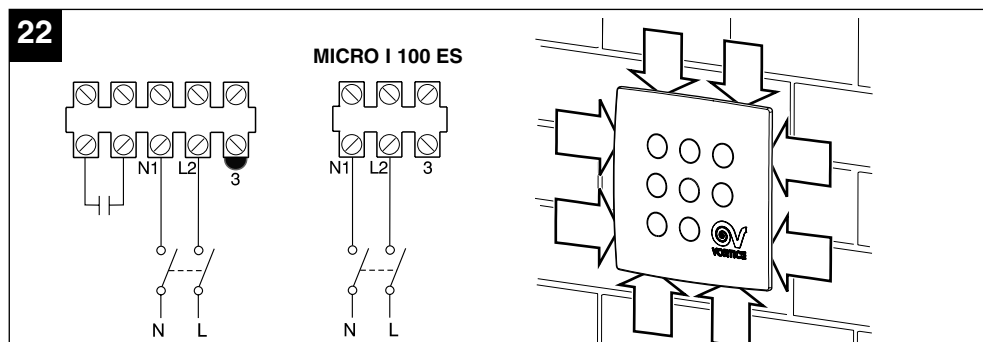 22
MICRO I 100 ES
N1 L2 3
N L
N1 L2 3
N L
VORTICE